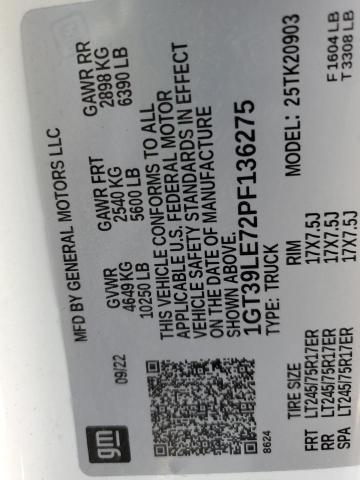 MFD BY GENERAL MOTORS LLC
09/22 GVWR GAWR FRT GAWR RR
4649 KG 2540 KG 2898 KG
10250 LB 5600 LB 6390 LB
THIS VEHICLE CONFORMS TO ALL
APPLICABLE U.S. FEDERAL MOTOR
VEHICLE SAFETY STANDARDS IN EFFECT
ON THE DATE OF MANUFACTURE
SHOWN ABOVE.
1GT39LE72PF136275
8624 TYPE: TRUCK MODEL: 25TK20903
TIRE SIZE RIM
FRT LT245/75R17ER 17X7.5J F 1604 LB
RR LT245/75R17ER 17X7.5J T 3308 LB
SPA LT245/75R17ER 17X7.5J
gm